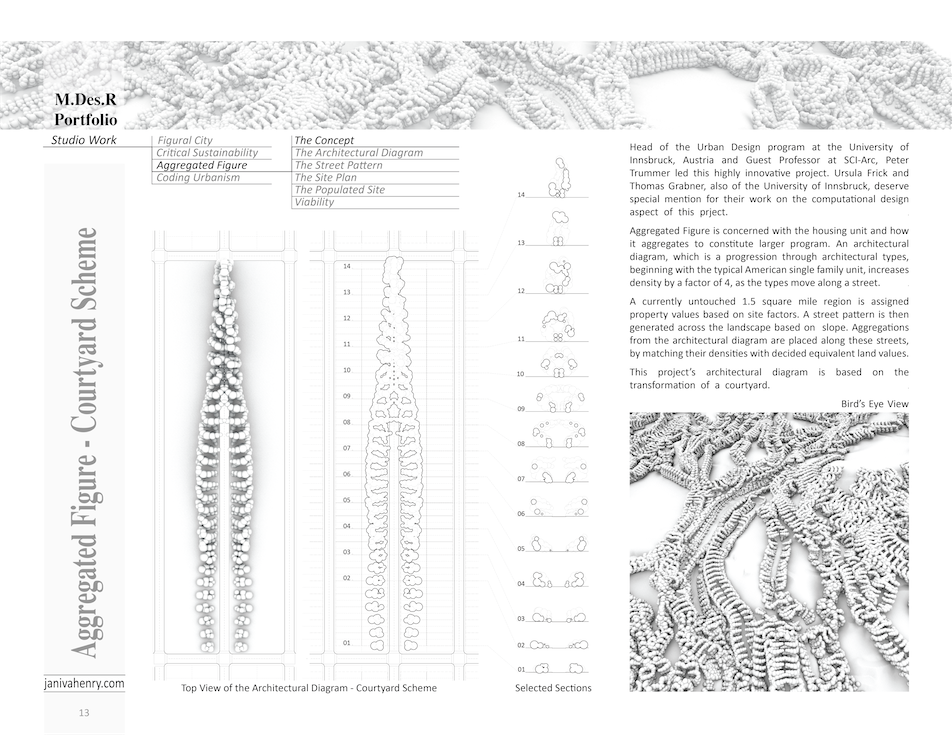 M.Des.R
Portfolio
Studio Work
Figural City
Critical Sustainability
Aggregated Figure
Coding Urbanism
The Concept
The Architectural Diagram
The Street Pattern
The Site Plan
The Populated Site
Viability
Aggregated Figure - Courtyard Scheme
14
13
12
11
10
09
08
07
06
05
04
03
02
01
Top View of the Architectural Diagram - Courtyard Scheme
14
13
12
11
10
09
08
07
06
05
04
03
02
01
Selected Sections
Head of the Urban Design program at the University of
Innsbruck, Austria and Guest Professor at SCI-Arc, Peter
Trummer led this highly innovative project. Ursula Frick and
Thomas Grabner, also of the University of Innsbruck, deserve
special mention for their work on the computational design
aspect of this prject.
Aggregated Figure is concerned with the housing unit and how
it aggregates to constitute larger program. An architectural
diagram, which is a progression through architectural types,
beginning with the typical American single family unit, increases
density by a factor of 4, as the types move along a street.
A currently untouched 1.5 square mile region is assigned
property values based on site factors. A street pattern is then
generated across the landscape based on slope. Aggregations
from the architectural diagram are placed along these streets,
by matching their densities with decided equivalent land values.
This project's architectural diagram is based on the
transformation of a courtyard.
Bird's Eye View
janivahenry.com
13